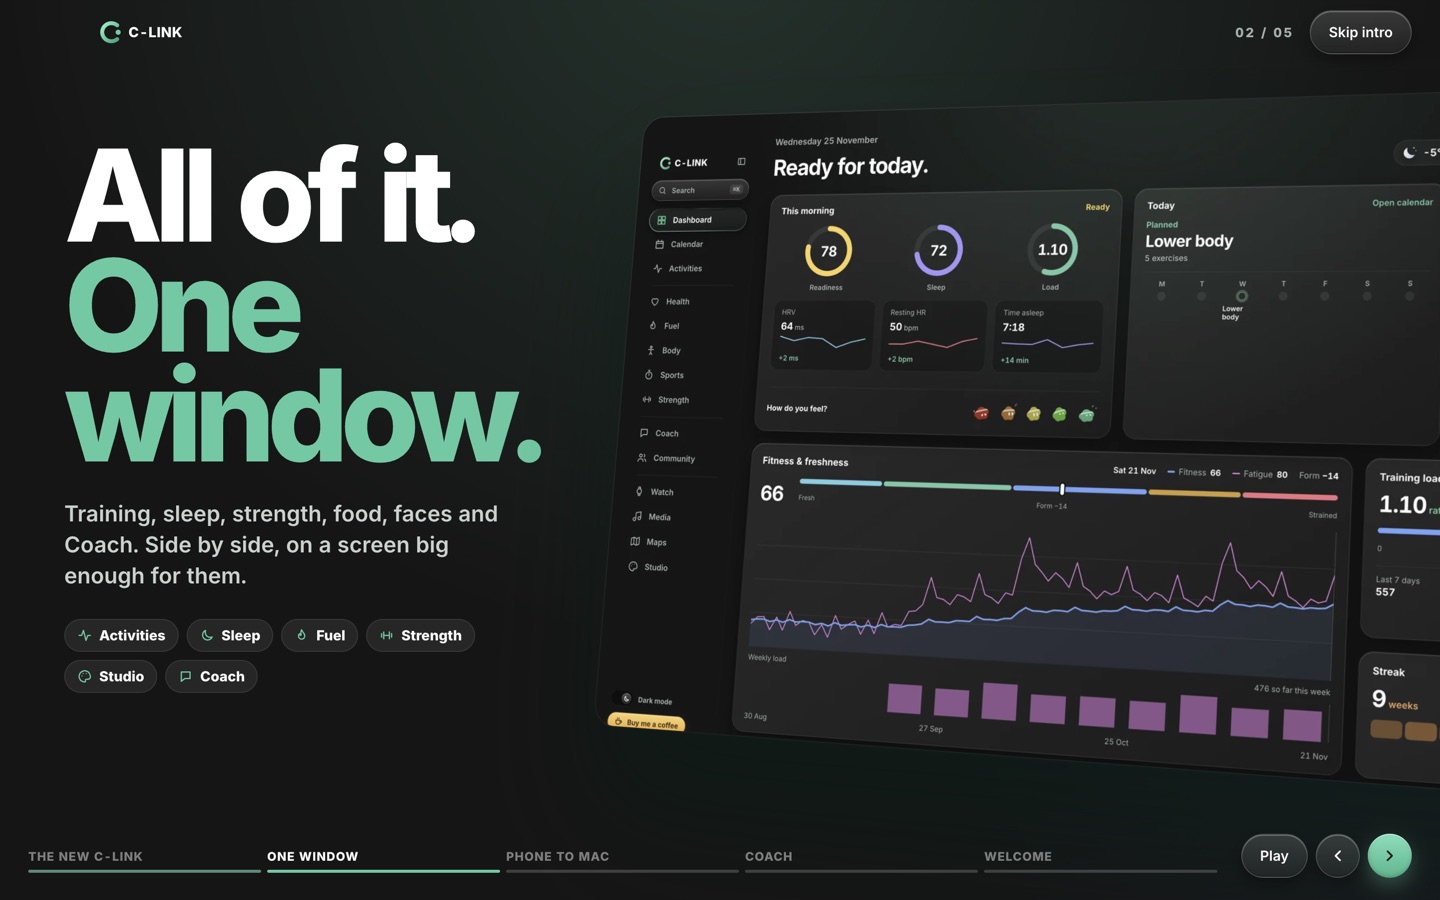 C-LINK
02 / 05
Skip intro
All of it.
One
window.
Training, sleep, strength, food, faces and
Coach. Side by side, on a screen big
enough for them.
Activities
Sleep
Fuel
Strength
Studio
Coach
C-LINK
Search
Dashboard
Calendar
Activities
Health
Fuel
Body
Sports
Strength
Coach
Community
Watch
Media
Maps
Studio
Dark mode
Buy me a coffee
Wednesday 25 November
Ready for today.
This morning
Ready
78
72
1.10
Readiness
Sleep
Load
HRV
64 ms
+2 ms
Resting HR
50 bpm
+2 bpm
Time asleep
7:18
+14 min
How do you feel?
Today
Open calendar
Planned
Lower body
5 exercises
M T W T F S S
Lower
body
Fitness & freshness
Sat 21 Nov
Fitness 66
Fatigue 80
Form −14
66
Fresh
Form −14
Strained
Weekly load
476 so far this week
30 Aug
27 Sep
25 Oct
21 Nov
Training
1.10
0
Last 7 days
557
Streak
9 weeks
THE NEW C-LINK
ONE WINDOW
PHONE TO MAC
COACH
WELCOME
Play